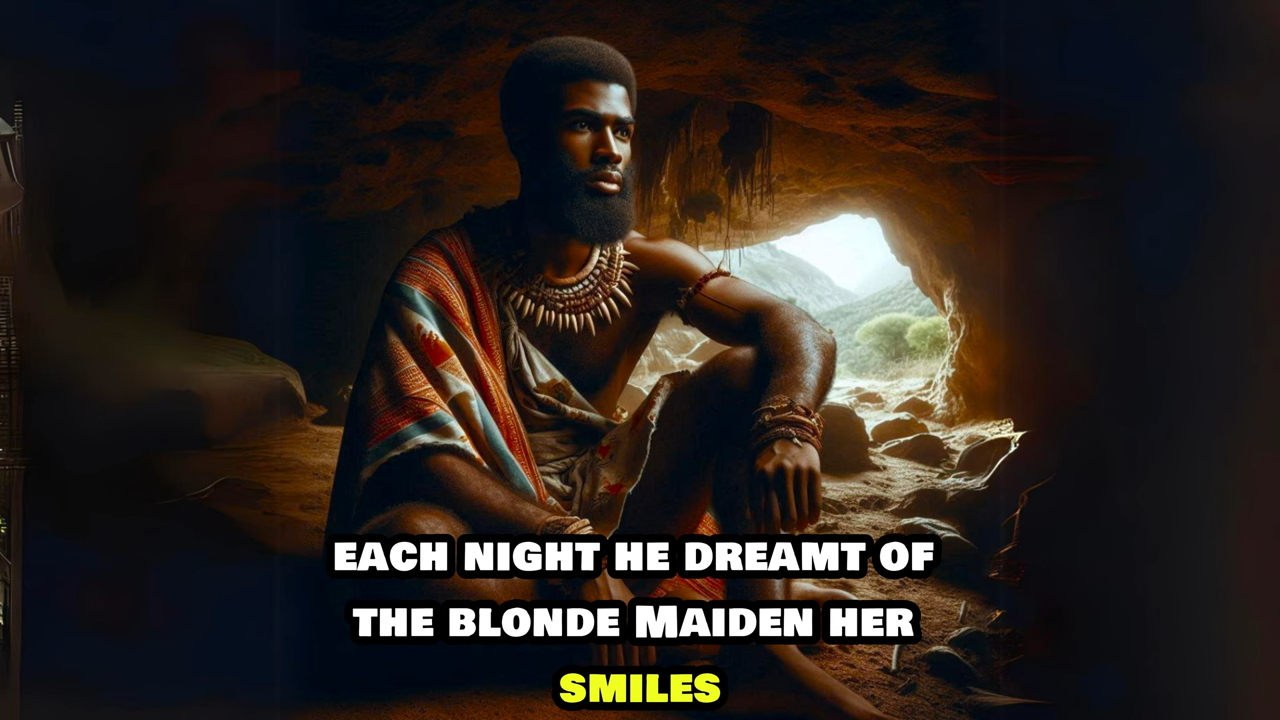 EACH NIGHT HE DREAMT OF
THE BLONDE MAIDEN HER
SMILES